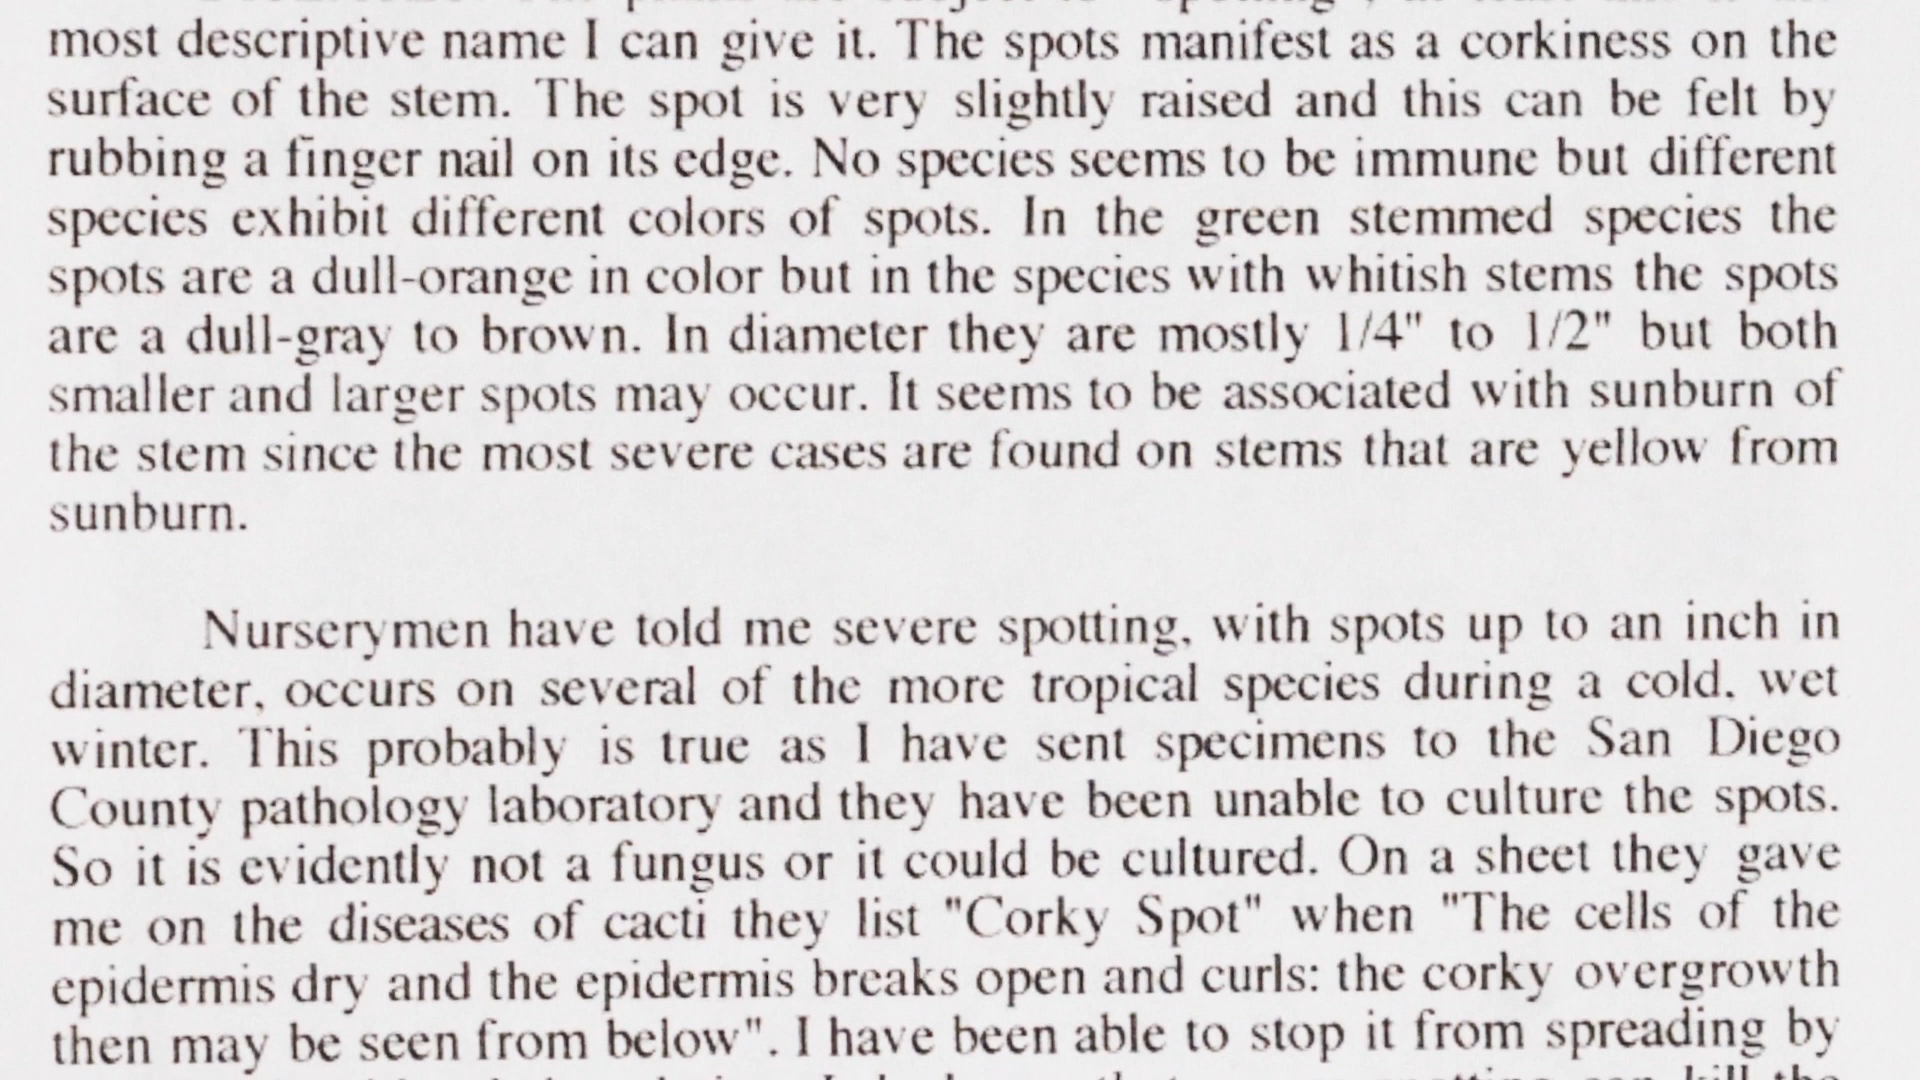 most descriptive name I can give it. The spots manifest as a corkiness on the
surface of the stem. The spot is very slightly raised and this can be felt by
rubbing a finger nail on its edge. No species seems to be immune but different
species exhibit different colors of spots. In the green stemmed species the
spots are a dull-orange in color but in the species with whitish stems the spots
are a dull-gray to brown. In diameter they are mostly 1/4" to 1/2" but both
smaller and larger spots may occur. It seems to be associated with sunburn of
the stem since the most severe cases are found on stems that are yellow from
sunburn.
Nurserymen have told me severe spotting, with spots up to an inch in
diameter, occurs on several of the more tropical species during a cold. wet
winter. This probably is true as I have sent specimens to the San Diego
County pathology laboratory and they have been unable to culture the spots.
So it is evidently not a fungus or it could be cultured. On a sheet they gave
me on the diseases of cacti they list "Corky Spot" when "The cells of the
epidermis dry and the epidermis breaks open and curls: the corky overgrowth
then may be seen from below". I have been able to stop it from spreading by